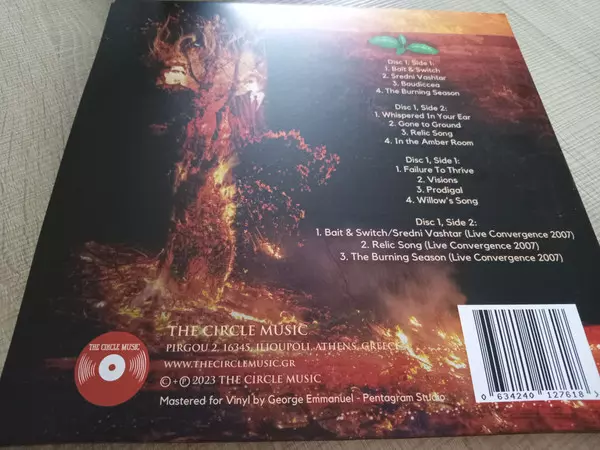 Disc 1, Side 1:
1. Bait & Switch
2. Sredni Vashtar
3. Boudiccea
4. The Burning Season
Disc 1, Side 2:
1. Whispered In Your Ear
2. Gone to Ground
3. Relic Song
4. In the Amber Room
Disc 1, Side 1:
1. Failure To Thrive
2. Visions
3. Prodigal
4. Willow's Song
Disc 1, Side 2:
1. Bait & Switch/Sredni Vashtar (Live Convergence 2007)
2. Relic Song (Live Convergence 2007)
3. The Burning Season (Live Convergence 2007)
THE CIRCLE MUSIC
THE CIRCLE MUSIC
PIRGOU 2, 16345, ILIOUPOLI, ATHENS, GREECE
WWW.THECIRCLEMUSIC.GR
©+℗ 2023 THE CIRCLE MUSIC
Mastered for Vinyl by George Emmanuel - Pentagram Studio
0 634240 127618